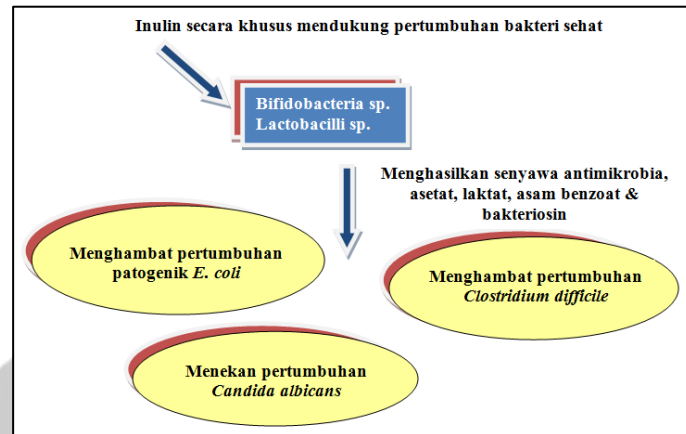 Inulin secara khusus mendukung pertumbuhan bakteri sehat
Bifidobacteria sp.
Lactobacilli sp.
Menghasilkan senyawa antimikrobia,
asetat, laktat, asam benzoat &
bakteriosin
Menghambat pertumbuhan
patogenik E. coli
Menghambat pertumbuhan
Clostridium difficile
Menekan pertumbuhan
Candida albicans